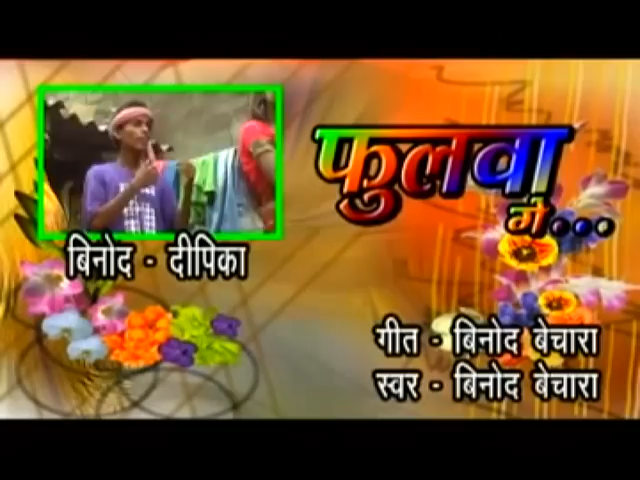 फुलवा
गे...
बिनोद - दीपिका
गीत - बिनोद बेचारा
स्वर - बिनोद बेचारा